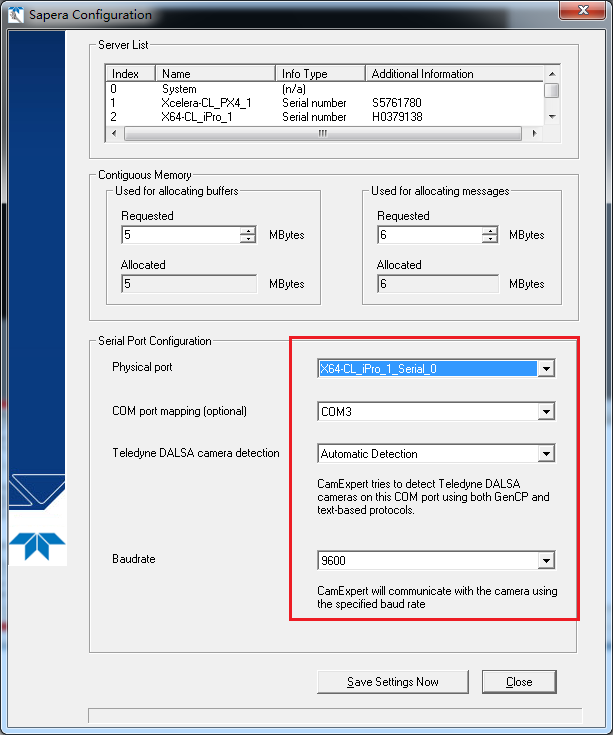 Sapera Configuration
Server List
Index Name Info Type Additional Information
0 System (n/a)
1 Xcelera-CL_PX4_1 Serial number S5761780
2 X64-CL_iPro_1 Serial number H0379138
Contiguous Memory
Used for allocating buffers
Requested
5 MBytes
Allocated
5 MBytes
Used for allocating messages
Requested
6 MBytes
Allocated
6 MBytes
Serial Port Configuration
Physical port X64-CL_iPro_1_Serial_0
COM port mapping (optional) COM3
Teledyne DALSA camera detection Automatic Detection
CamExpert tries to detect Teledyne DALSA
cameras on this COM port using both GenCP and
text-based protocols.
Baudrate 9600
CamExpert will communicate with the camera using
the specified baud rate
Save Settings Now Close